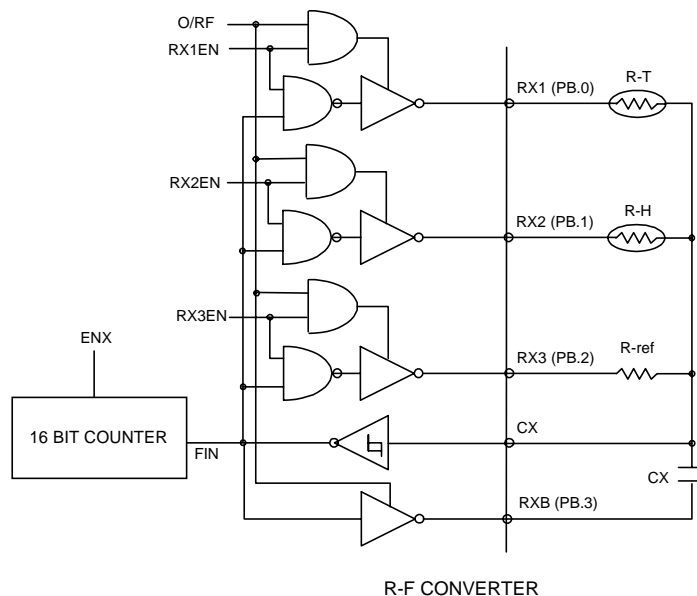 O/RF
RX1EN
RX1 (PB.0)
R-T
RX2EN
RX2 (PB.1)
R-H
RX3EN
RX3 (PB.2)
R-ref
ENX
16 BIT COUNTER
FIN
CX
CX
RXB (PB.3)
R-F CONVERTER